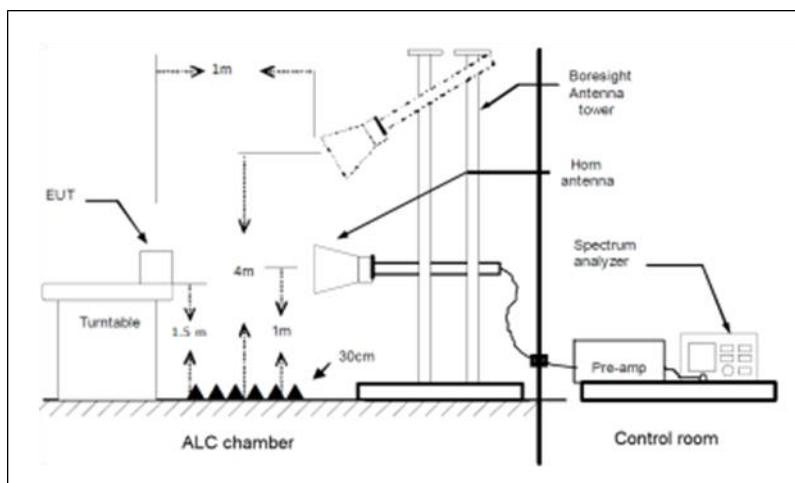 1m
Boresight
Antenna
tower
Horn
antenna
EUT
Spectrum
analyzer
4m
Turntable
1.5 m
1m
30cm
Pre-amp
ALC chamber
Control room